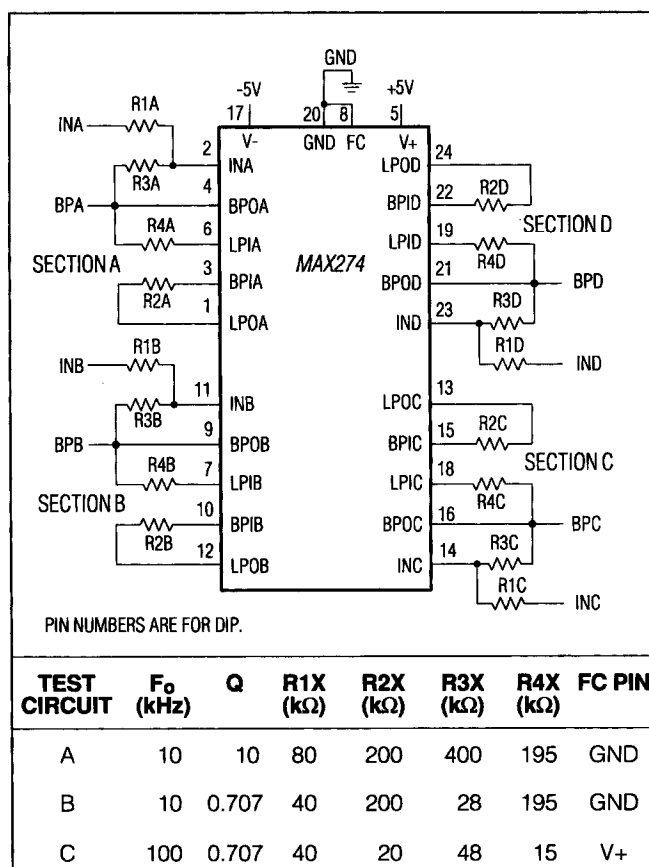 GND
-5V
+5V
17
20
8
5
V-
GND
FC
V+
INA
R1A
2
INA
R3A
BPA
4
BPOA
R4A
6
LPIA
SECTION A
3
BPIA
R2A
1
LPOA
MAX274
24
LPOD
22
BPID
R2D
SECTION D
19
LPID
R4D
21
BPOD
BPD
R3D
23
IND
R1D
IND
INB
R1B
11
INB
R3B
BPB
9
BPOB
R4B
7
LPIB
SECTION B
10
BPIB
R2B
12
LPOB
13
LPOC
R2C
15
BPIC
SECTION C
18
LPIC
R4C
16
BPOC
BPC
R3C
14
INC
R1C
INC
PIN NUMBERS ARE FOR DIP.
TEST CIRCUIT Fo (kHz) Q R1X (kΩ) R2X (kΩ) R3X (kΩ) R4X (kΩ) FC PIN
A 10 10 80 200 400 195 GND
B 10 0.707 40 200 28 195 GND
C 100 0.707 40 20 48 15 V+